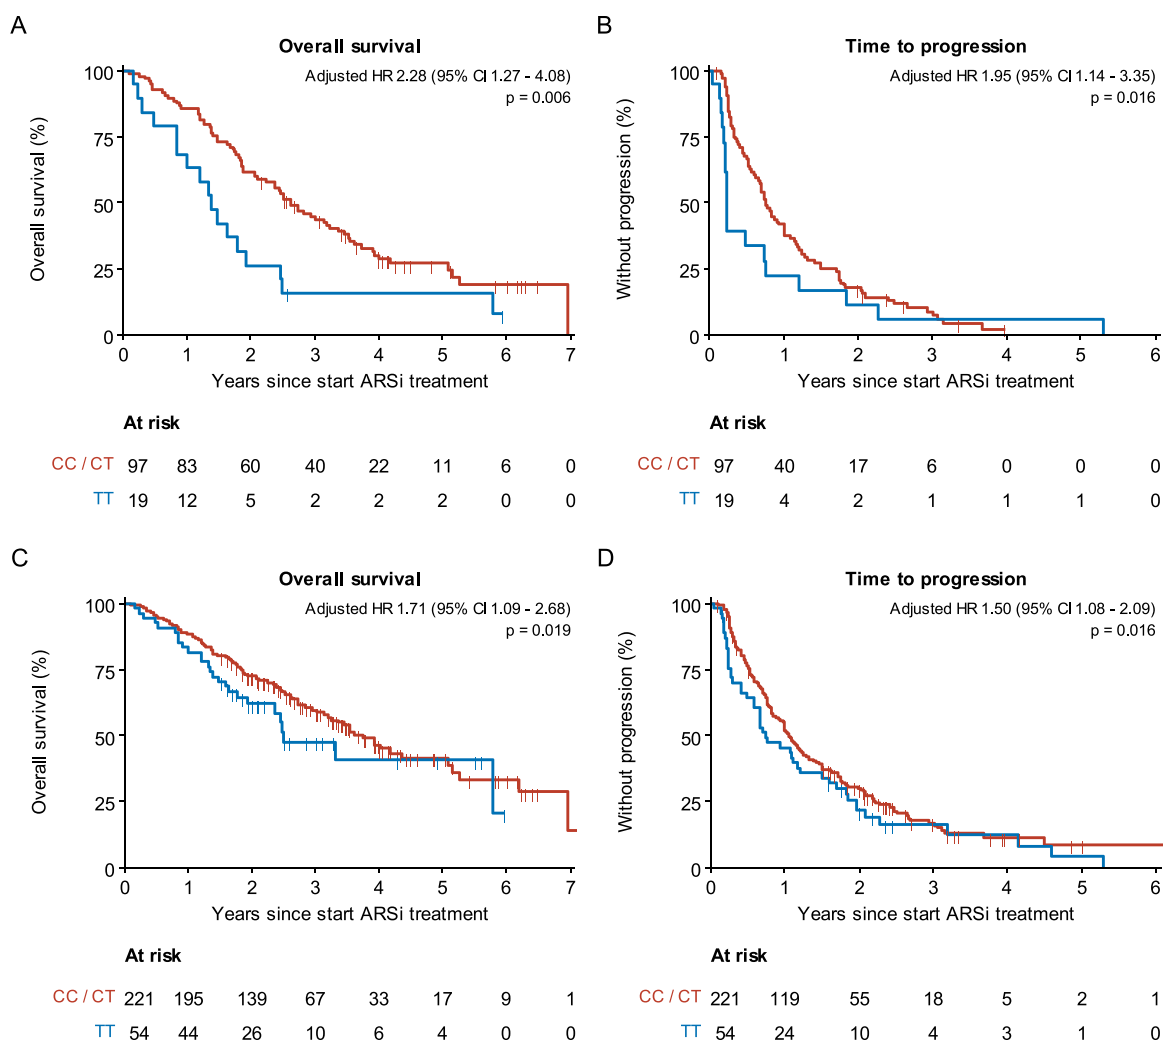 A
Overall survival
Adjusted HR 2.28 (95% CI 1.27 - 4.08)
p = 0.006
Overall survival (%)
100
75
50
25
0
0 1 2 3 4 5 6 7
Years since start ARSi treatment
At risk
CC / CT 97 83 60 40 22 11 6 0
TT 19 12 5 2 2 2 0 0
B
Time to progression
Adjusted HR 1.95 (95% CI 1.14 - 3.35)
p = 0.016
Without progression (%)
100
75
50
25
0
0 1 2 3 4 5 6
Years since start ARSi treatment
At risk
CC / CT 97 40 17 6 0 0 0
TT 19 4 2 1 1 1 0
C
Overall survival
Adjusted HR 1.71 (95% CI 1.09 - 2.68)
p = 0.019
Overall survival (%)
100
75
50
25
0
0 1 2 3 4 5 6 7
Years since start ARSi treatment
At risk
CC / CT 221 195 139 67 33 17 9 1
TT 54 44 26 10 6 4 0 0
D
Time to progression
Adjusted HR 1.50 (95% CI 1.08 - 2.09)
p = 0.016
Without progression (%)
100
75
50
25
0
0 1 2 3 4 5 6
Years since start ARSi treatment
At risk
CC / CT 221 119 55 18 5 2 1
TT 54 24 10 4 3 1 0